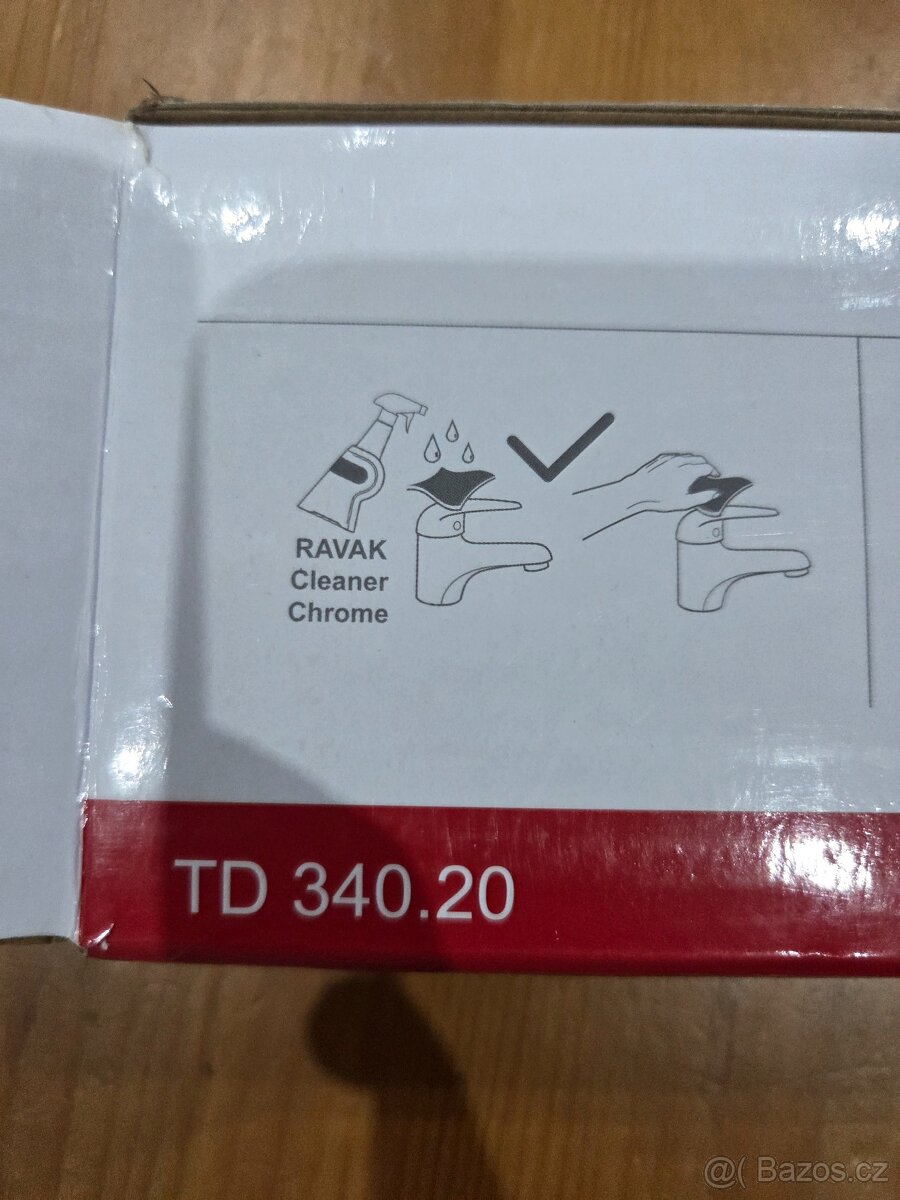 RAVAK
Cleaner
Chrome
TD 340.20
@( Bazos.cz